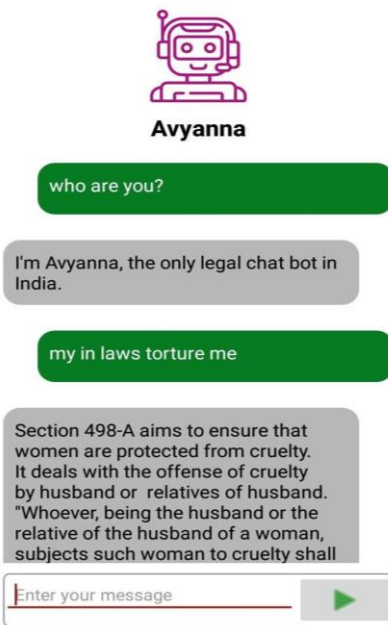 Avyanna
who are you?
I'm Avyanna, the only legal chat bot in
India.
my in laws torture me
Section 498-A aims to ensure that
women are protected from cruelty.
It deals with the offense of cruelty
by husband or relatives of husband.
"Whoever, being the husband or the
relative of the husband of a woman,
subjects such woman to cruelty shall
Enter your message